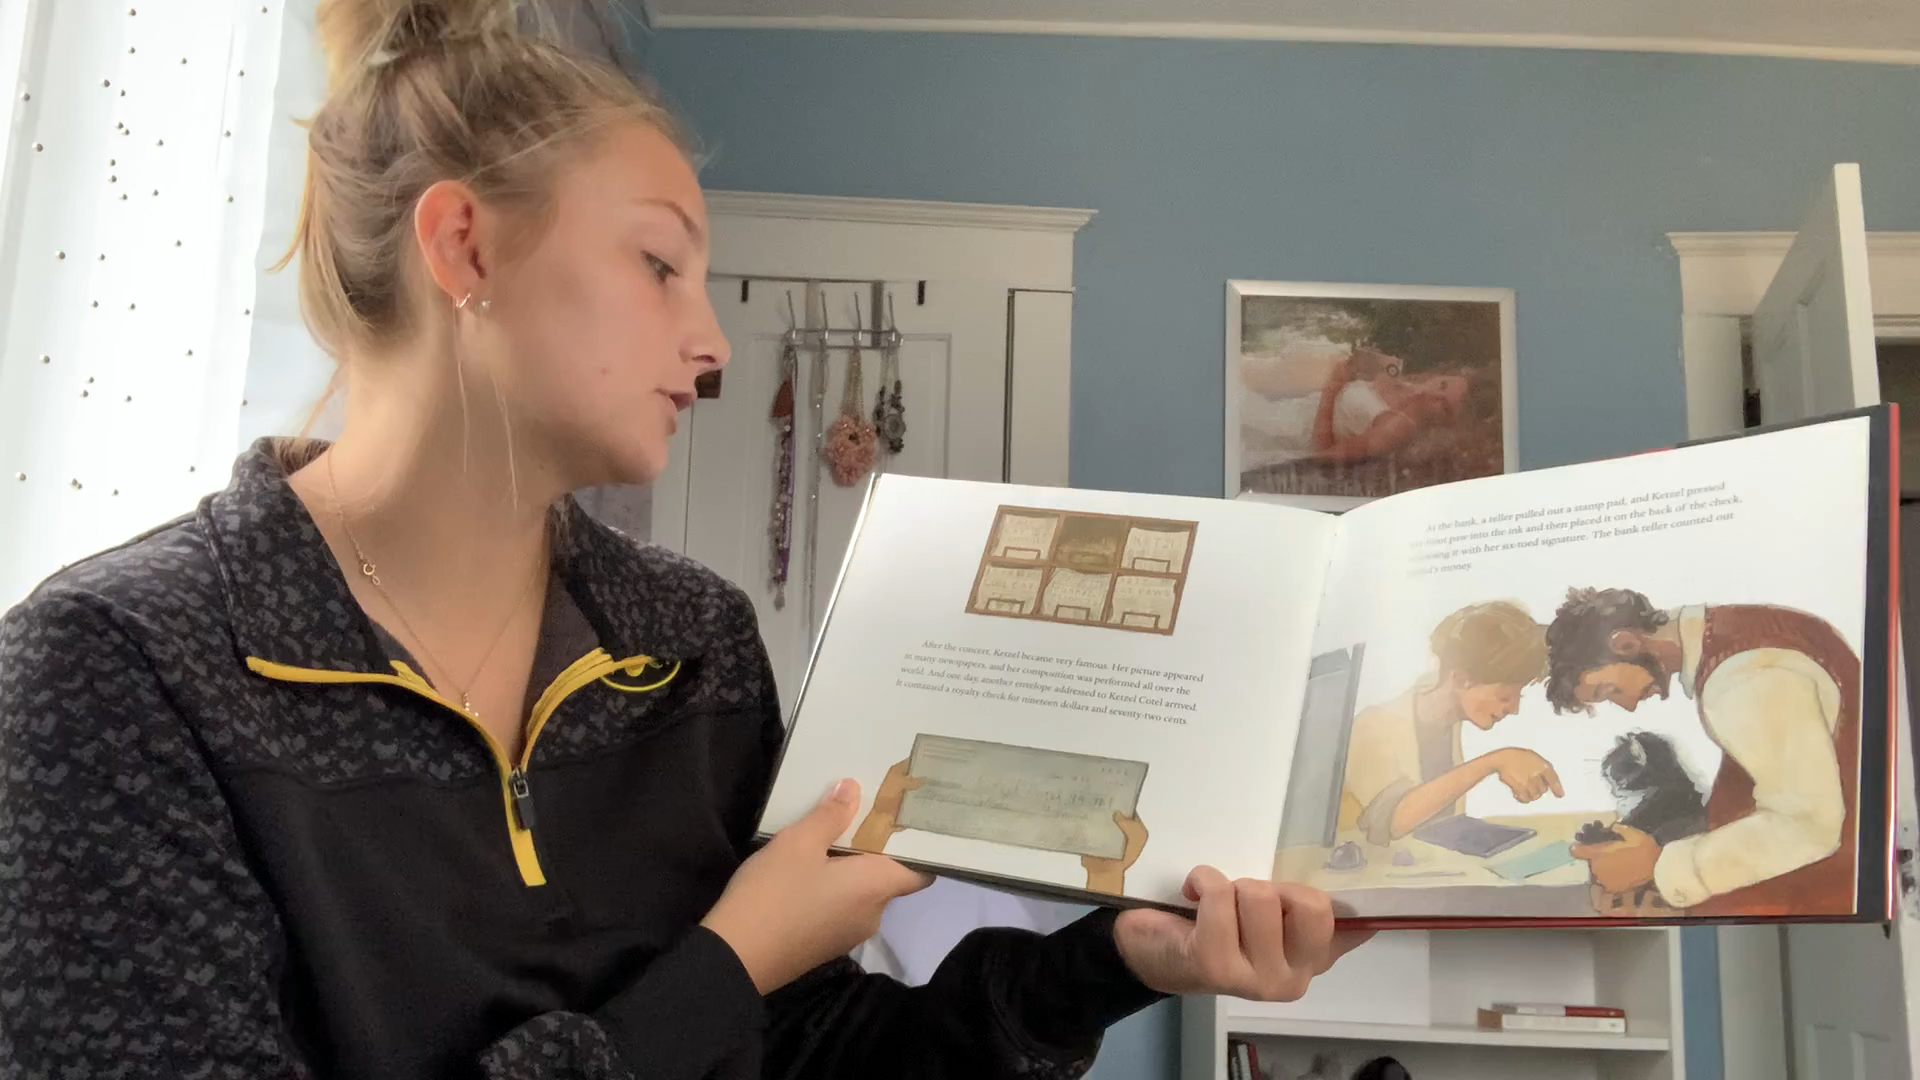 After the concert, Ketzel became very famous. Her picture appeared
in many newspapers, and her composition was performed all over the
world. And one day, another envelope addressed to Ketzel Cotel arrived.
It contained a royalty check for nineteen dollars and seventy-two cents.
At the bank, a teller pulled out a stamp pad, and Ketzel pressed
front paw into the ink and then placed it on the back of the check,
it with her six-toed signature. The bank teller counted out
money.